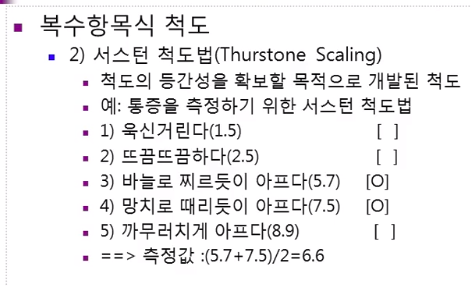 복수항목식 척도
2) 서스턴 척도법(Thurstone Scaling)
척도의 등간성을 확보할 목적으로 개발된 척도
예: 통증을 측정하기 위한 서스턴 척도법
1) 욱신거린다(1.5) [ ]
2) 뜨끔뜨끔하다(2.5) [ ]
3) 바늘로 찌르듯이 아프다(5.7) [O]
4) 망치로 때리듯이 아프다(7.5) [O]
5) 까무러치게 아프다(8.9) [ ]
==> 측정값 :(5.7+7.5)/2=6.6